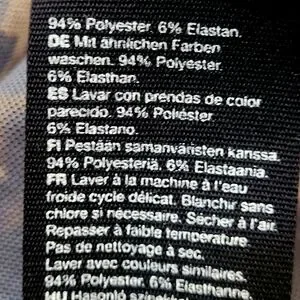 94% Polyester. 6% Elastan.
DE Mit ähnlichen Farben
waschen. 94% Polyester.
6% Elasthan.
ES Lavar con prendas de color
parecido. 94% Poliéster.
6% Elastano.
FI Pestään samanväristen kanssa.
94% Polyesteriä. 6% Elastaania.
FR Laver à la machine à l'eau
froide cycle délicat. Blanchir sans
chlore si nécessaire. Sécher à l'air.
Repasser à faible température.
Pas de nettoyage à sec.
Laver avec couleurs similaires.
94% Polyester. 6% Elasthanne.
HU Hasonló